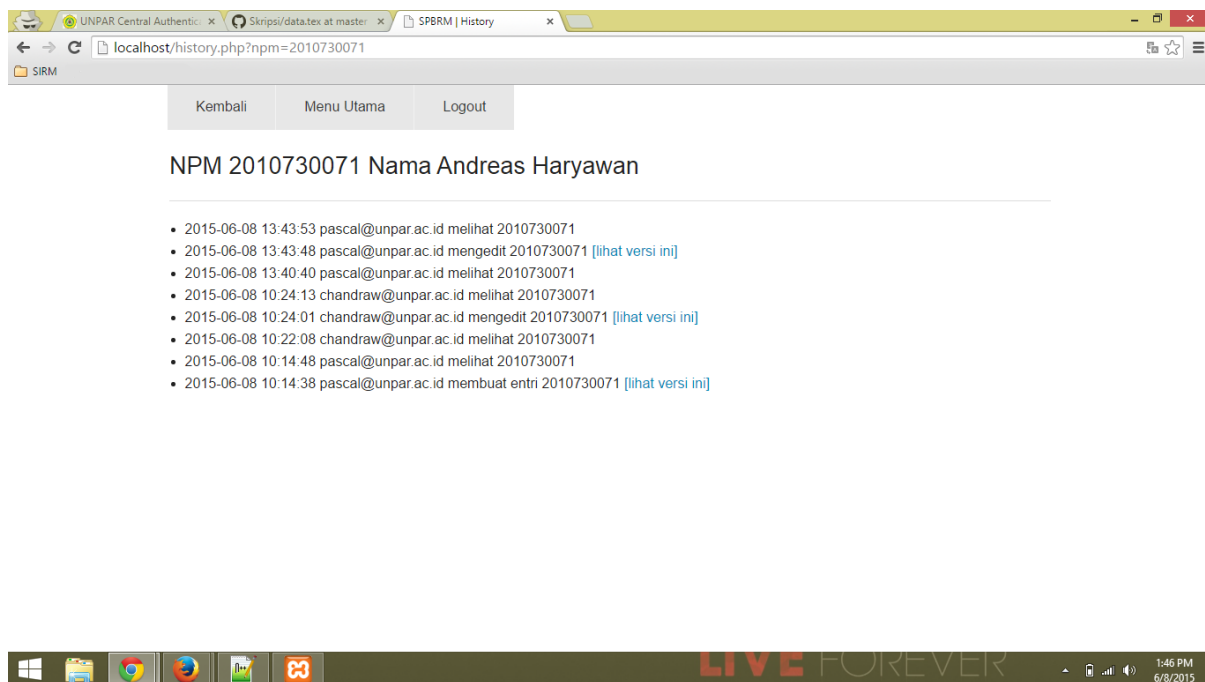 UNPAR Central Authentic
Skripsi/data.tex at master
SPBRM | History
localhost/history.php?npm=2010730071
SIRM
Kembali
Menu Utama
Logout
NPM 2010730071 Nama Andreas Haryawan
2015-06-08 13:43:53 pascal@unpar.ac.id melihat 2010730071
2015-06-08 13:43:48 pascal@unpar.ac.id mengedit 2010730071 [lihat versi ini]
2015-06-08 13:40:40 pascal@unpar.ac.id melihat 2010730071
2015-06-08 10:24:13 chandraw@unpar.ac.id melihat 2010730071
2015-06-08 10:24:01 chandraw@unpar.ac.id mengedit 2010730071 [lihat versi ini]
2015-06-08 10:22:08 chandraw@unpar.ac.id melihat 2010730071
2015-06-08 10:14:48 pascal@unpar.ac.id melihat 2010730071
2015-06-08 10:14:38 pascal@unpar.ac.id membuat entri 2010730071 [lihat versi ini]
LIVE FOREVER
1:46 PM
6/8/2015